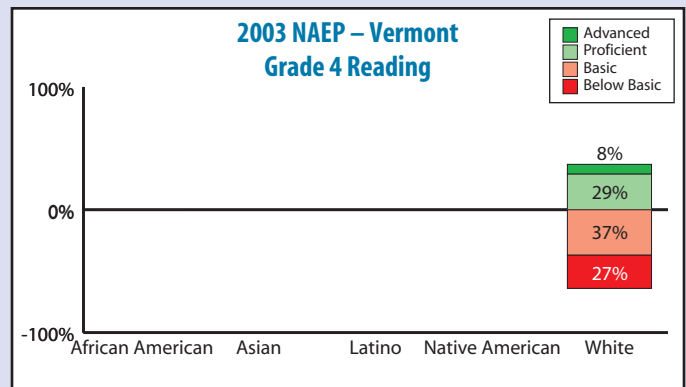 2003 NAEP – Vermont
Grade 4 Reading
Advanced
Proficient
Basic
Below Basic
100%
0%
-100%
8%
29%
37%
27%
African American Asian Latino Native American White